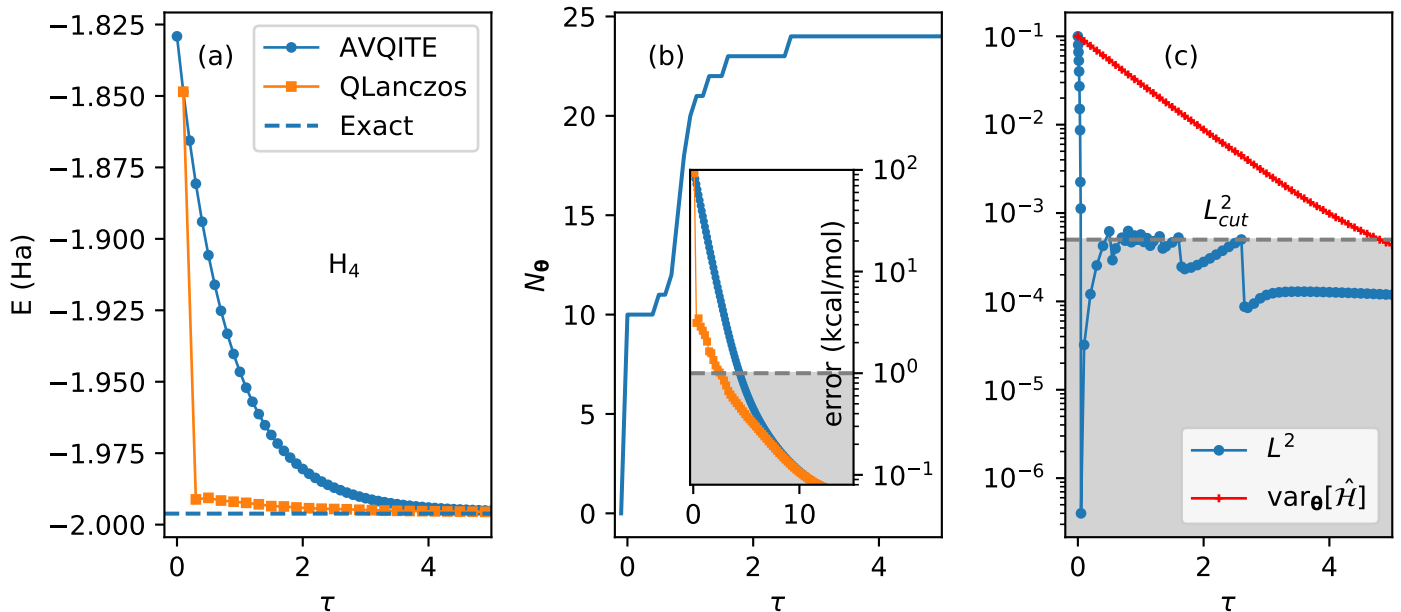 (a)
AVQITE
QLanczos
Exact
H₄
E (Ha)
−1.825
−1.850
−1.875
−1.900
−1.925
−1.950
−1.975
−2.000
0
2
4
τ
(b)
N_θ
25
20
15
10
5
0
0
2
4
τ
error (kcal/mol)
10²
10¹
10⁰
10⁻¹
0
10
(c)
L²_cut
10⁻¹
10⁻²
10⁻³
10⁻⁴
10⁻⁵
10⁻⁶
L²
var_θ[Ĥ]
0
2
4
τ